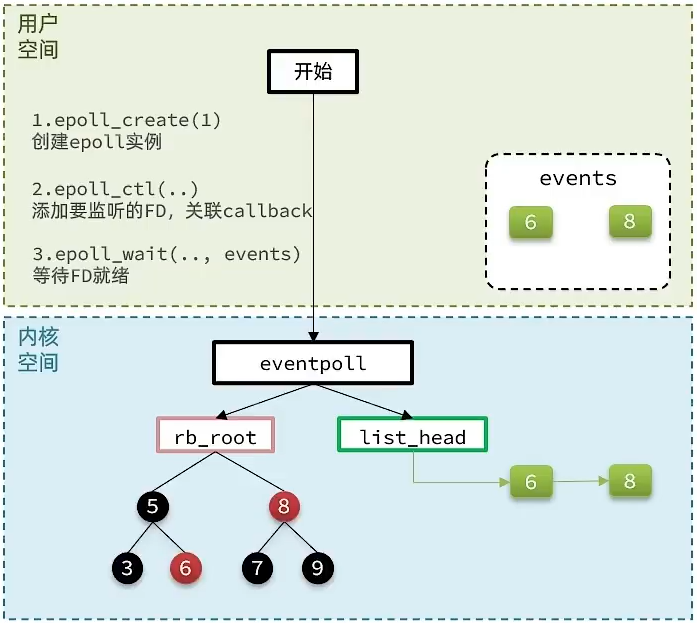 用户
空间
开始
1.epoll_create(1)
创建epoll实例
2.epoll_ctl(..)
添加要监听的FD，关联callback
3.epoll_wait(.., events)
等待FD就绪
events
6
8
内核
空间
eventpoll
rb_root
list_head
6
8
5
8
3
6
7
9